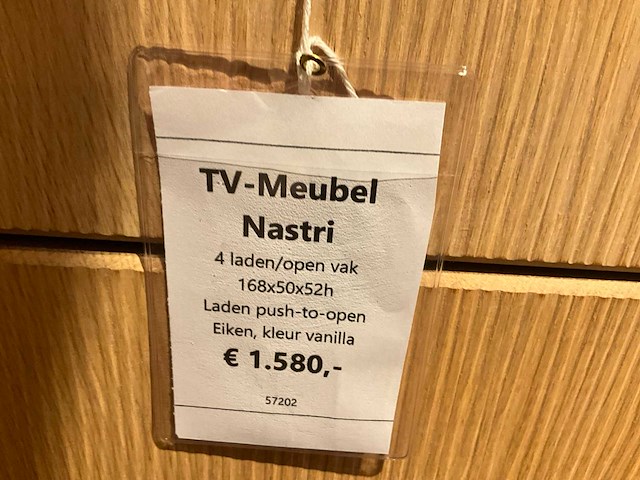 TV-Meubel
Nastri
4 laden/open vak
168x50x52h
Laden push-to-open
Eiken, kleur vanilla
€ 1.580,-
57202